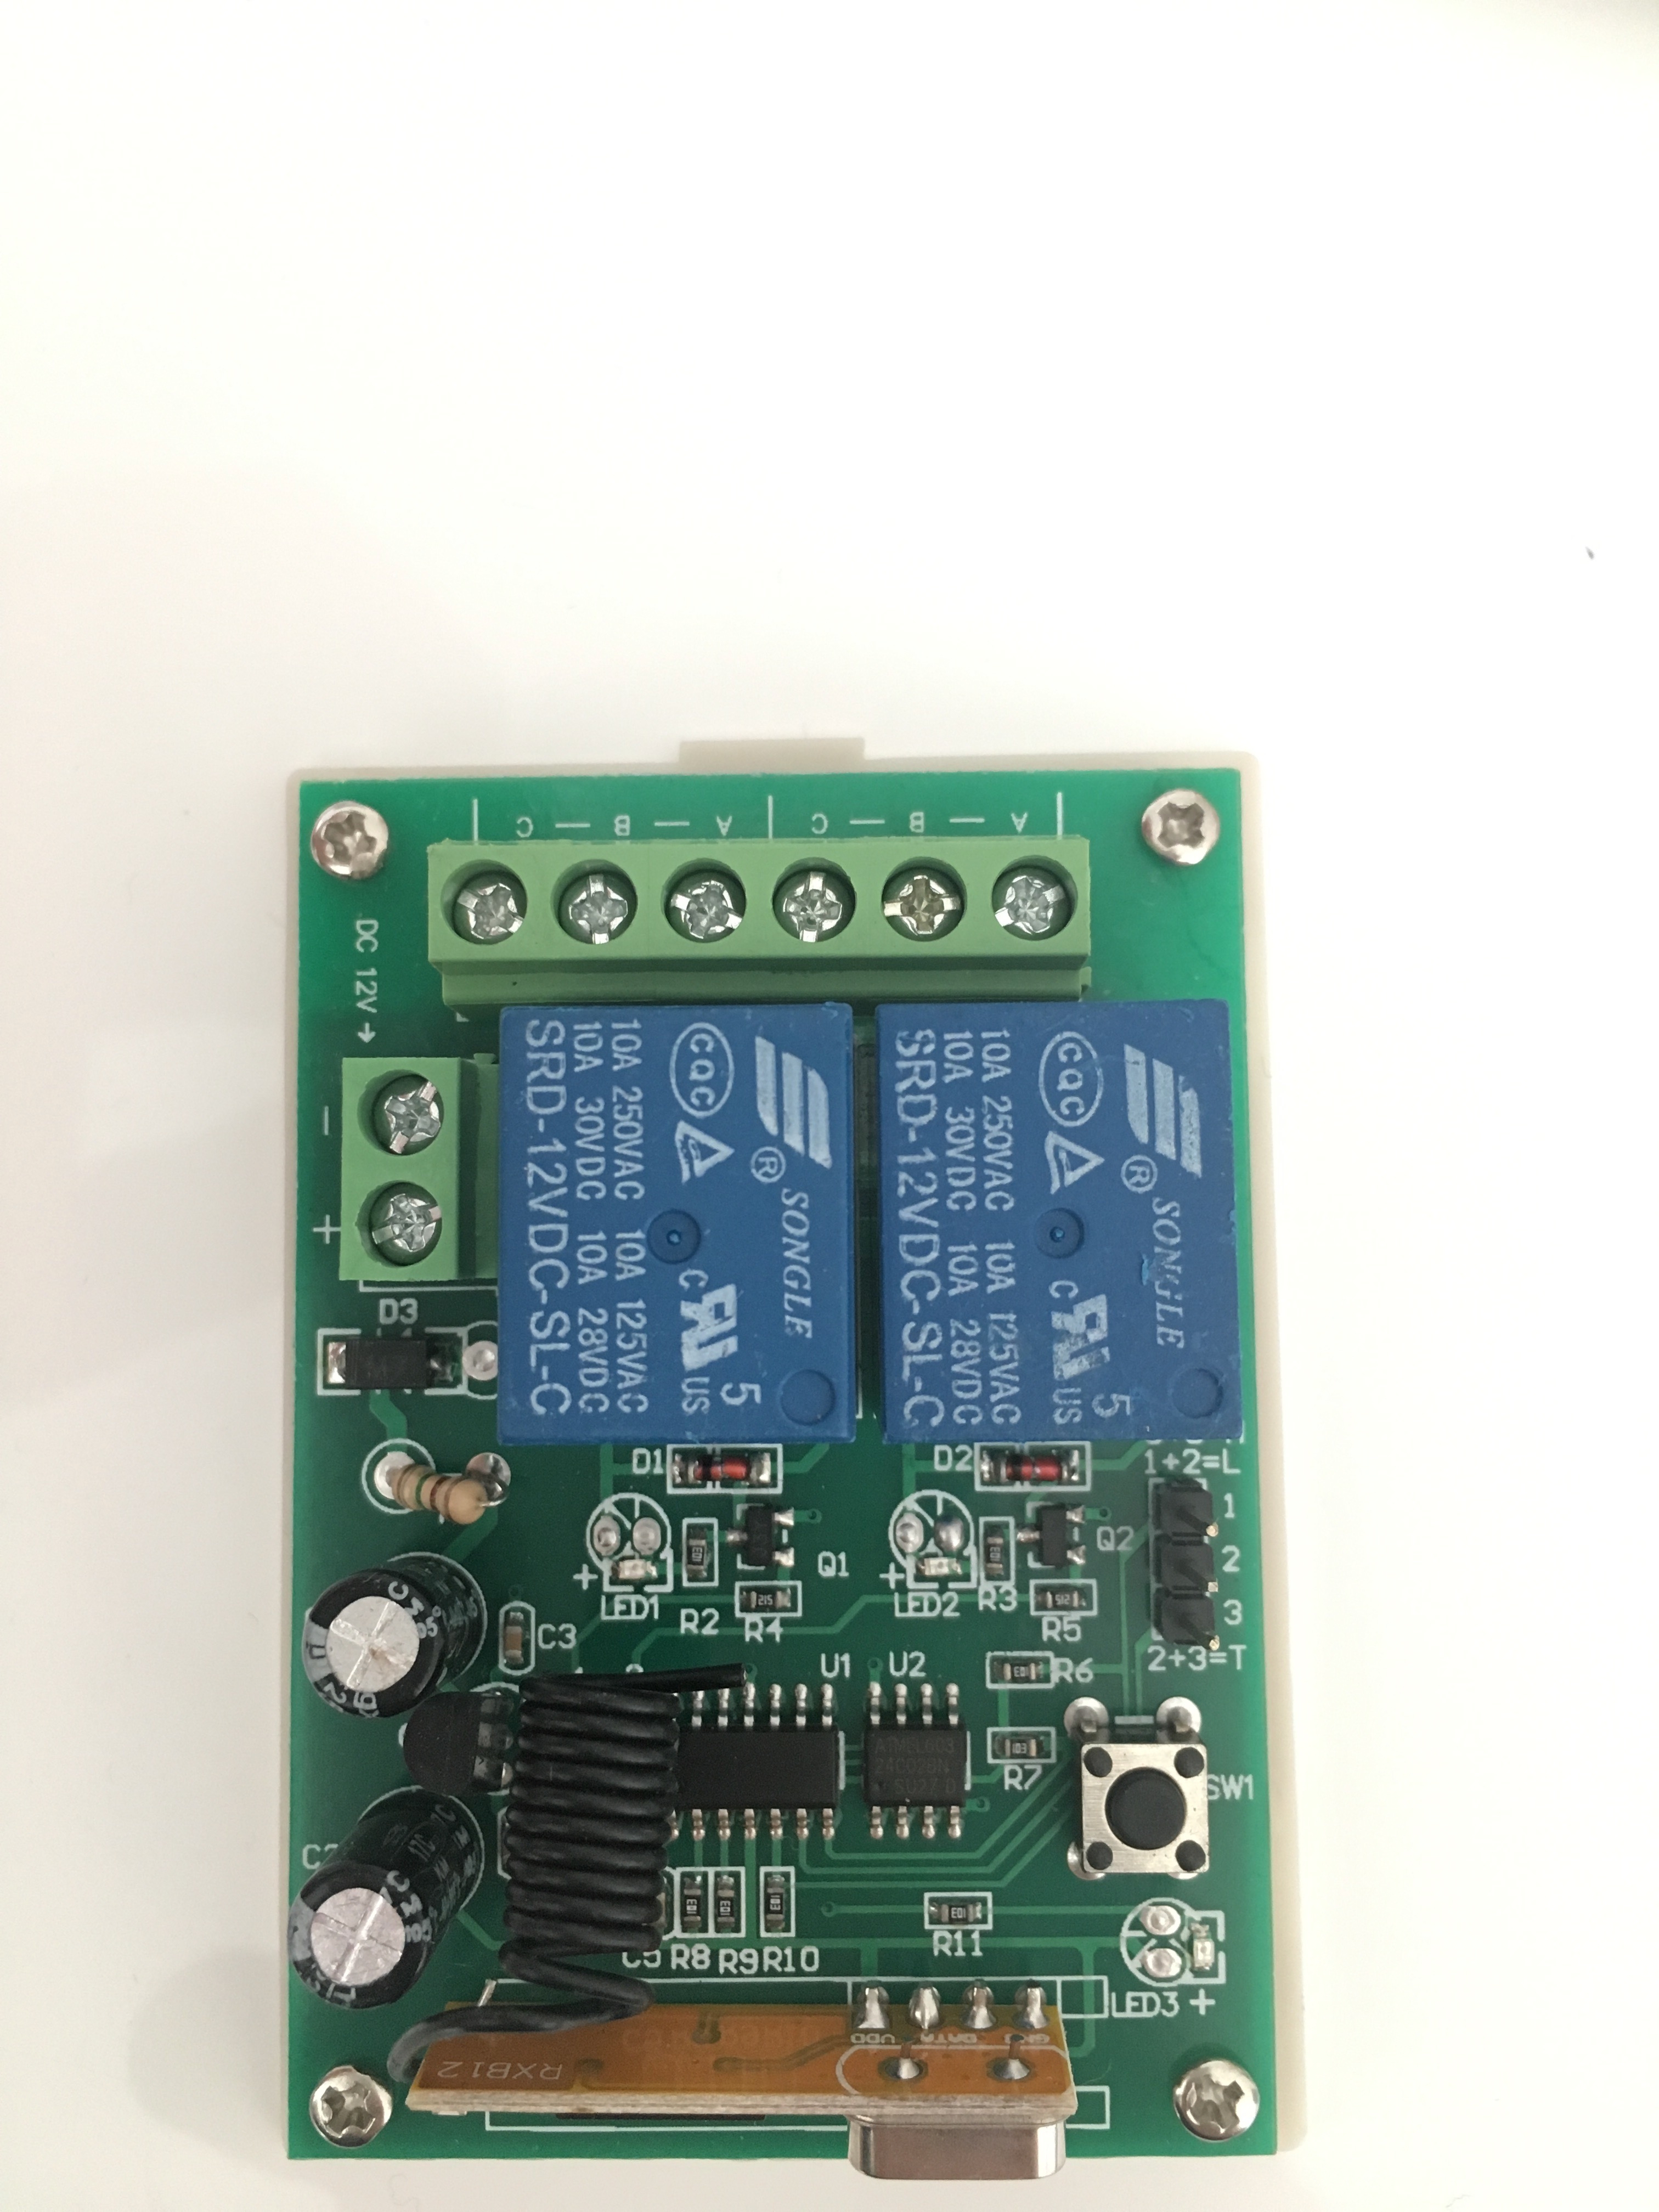 C — B — A | C — B — A
DC 12V →
-
+
SONGLE
®
CQC
C US
5
10A 250VAC 10A 125VAC
10A 30VDC 10A 28VDC
SRD-12VDC-SL-C
SONGLE
®
CQC
C US
5
10A 250VAC 10A 125VAC
10A 30VDC 10A 28VDC
SRD-12VDC-SL-C
D3
D1
D2
1+2=L
1
2
3
2+3=T
+
LED1
R2
Q1
R4
+
LED2
R3
Q2
R5
C3
U1
U2
R6
103
R7
SW1
R8
R9
R10
R11
LED3 +
VDD
DATA
RXB12